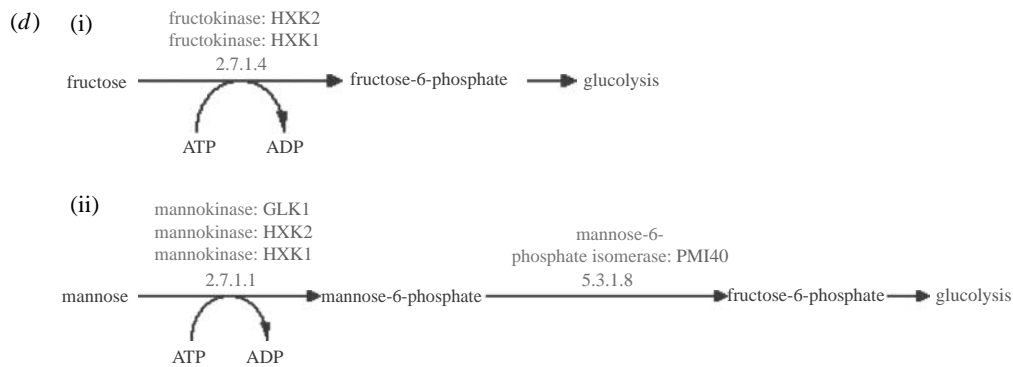 (d) (i) fructokinase: HXK2
fructokinase: HXK1
2.7.1.4
fructose fructose-6-phosphate glucolysis
ATP ADP
(ii) mannokinase: GLK1
mannokinase: HXK2
mannokinase: HXK1
mannose-6-
phosphate isomerase: PMI40
2.7.1.1 5.3.1.8
mannose mannose-6-phosphate fructose-6-phosphate glucolysis
ATP ADP